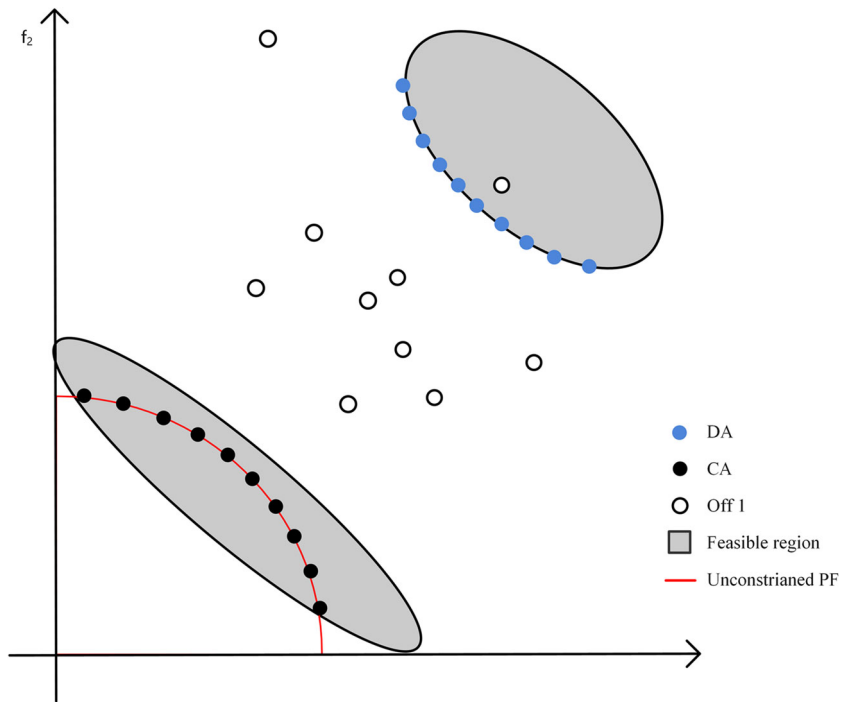 f₂
DA
CA
Off 1
Feasible region
Unconstrianed PF